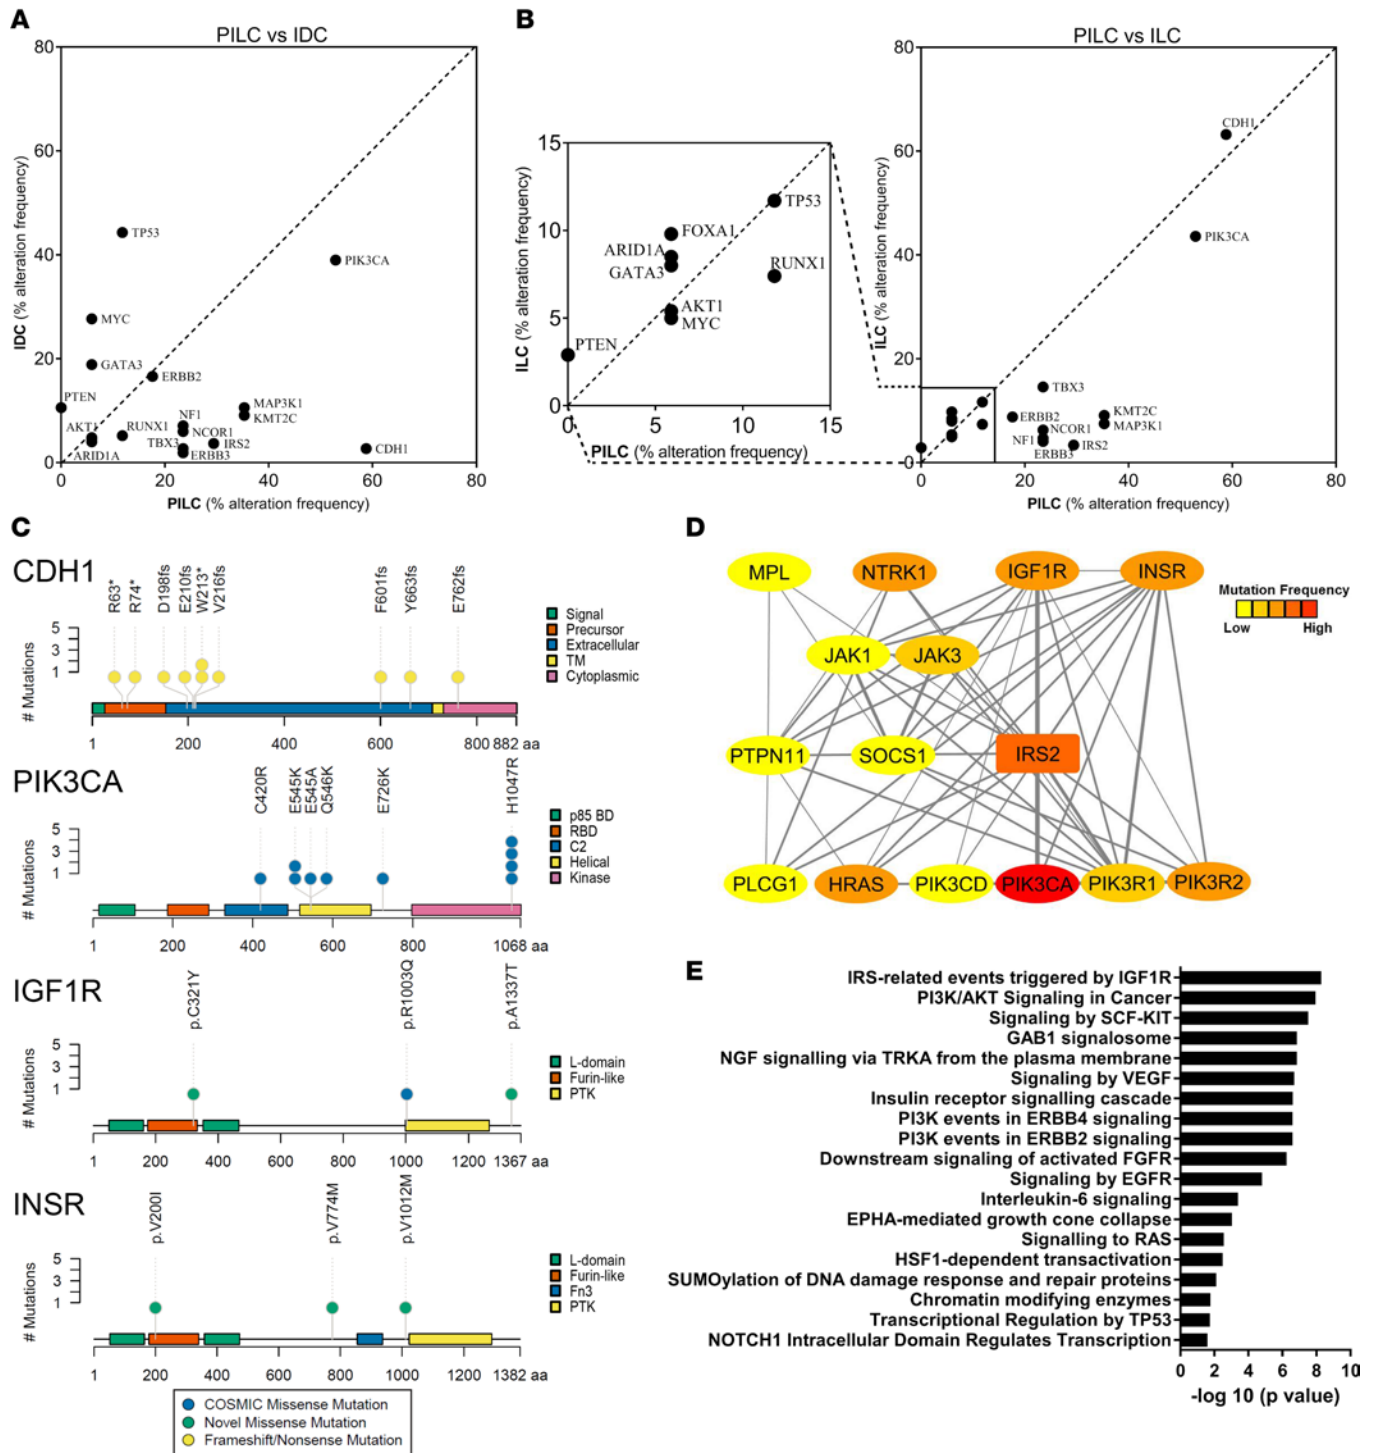 A
PILC vs IDC
80
60
40
20
0
IDC (% alteration frequency)
TP53
PIK3CA
MYC
GATA3
ERBB2
PTEN
MAP3K1
KMT2C
NF1
AKT1
RUNX1
NCOR1
TBX3
IRS2
ARID1A
ERBB3
CDH1
0 20 40 60 80
PILC (% alteration frequency)
B
15
10
5
0
ILC (% alteration frequency)
TP53
FOXA1
ARID1A
GATA3
RUNX1
AKT1
MYC
PTEN
0 5 10 15
PILC (% alteration frequency)
PILC vs ILC
80
60
40
20
0
ILC (% alteration frequency)
CDH1
PIK3CA
TBX3
ERBB2
KMT2C
NCOR1
MAP3K1
NF1
IRS2
ERBB3
0 20 40 60 80
PILC (% alteration frequency)
C
CDH1
R63*
R74*
D198fs
E210fs
W213*
V216fs
F601fs
Y663fs
E762fs
# Mutations
5
3
1
Signal
Precursor
Extracellular
TM
Cytoplasmic
1 200 400 600 800 882 aa
PIK3CA
C420R
E545K
E545A
Q546K
E726K
H1047R
# Mutations
5
3
1
p85 BD
RBD
C2
Helical
Kinase
1 200 400 600 800 1068 aa
IGF1R
p.C321Y
p.R1003Q
p.A1337T
# Mutations
5
3
1
L-domain
Furin-like
PTK
1 200 400 600 800 1000 1200 1367 aa
INSR
p.V200I
p.V774M
p.V1012M
# Mutations
5
3
1
L-domain
Furin-like
Fn3
PTK
1 200 400 600 800 1000 1200 1382 aa
COSMIC Missense Mutation
Novel Missense Mutation
Frameshift/Nonsense Mutation
D
MPL NTRK1 IGF1R INSR
JAK1 JAK3
PTPN11 SOCS1 IRS2
PLCG1 HRAS PIK3CD PIK3CA PIK3R1 PIK3R2
Mutation Frequency
Low High
E
IRS-related events triggered by IGF1R
PI3K/AKT Signaling in Cancer
Signaling by SCF-KIT
GAB1 signalosome
NGF signalling via TRKA from the plasma membrane
Signaling by VEGF
Insulin receptor signalling cascade
PI3K events in ERBB4 signaling
PI3K events in ERBB2 signaling
Downstream signaling of activated FGFR
Signaling by EGFR
Interleukin-6 signaling
EPHA-mediated growth cone collapse
Signalling to RAS
HSF1-dependent transactivation
SUMOylation of DNA damage response and repair proteins
Chromatin modifying enzymes
Transcriptional Regulation by TP53
NOTCH1 Intracellular Domain Regulates Transcription
0 2 4 6 8 10
-log 10 (p value)